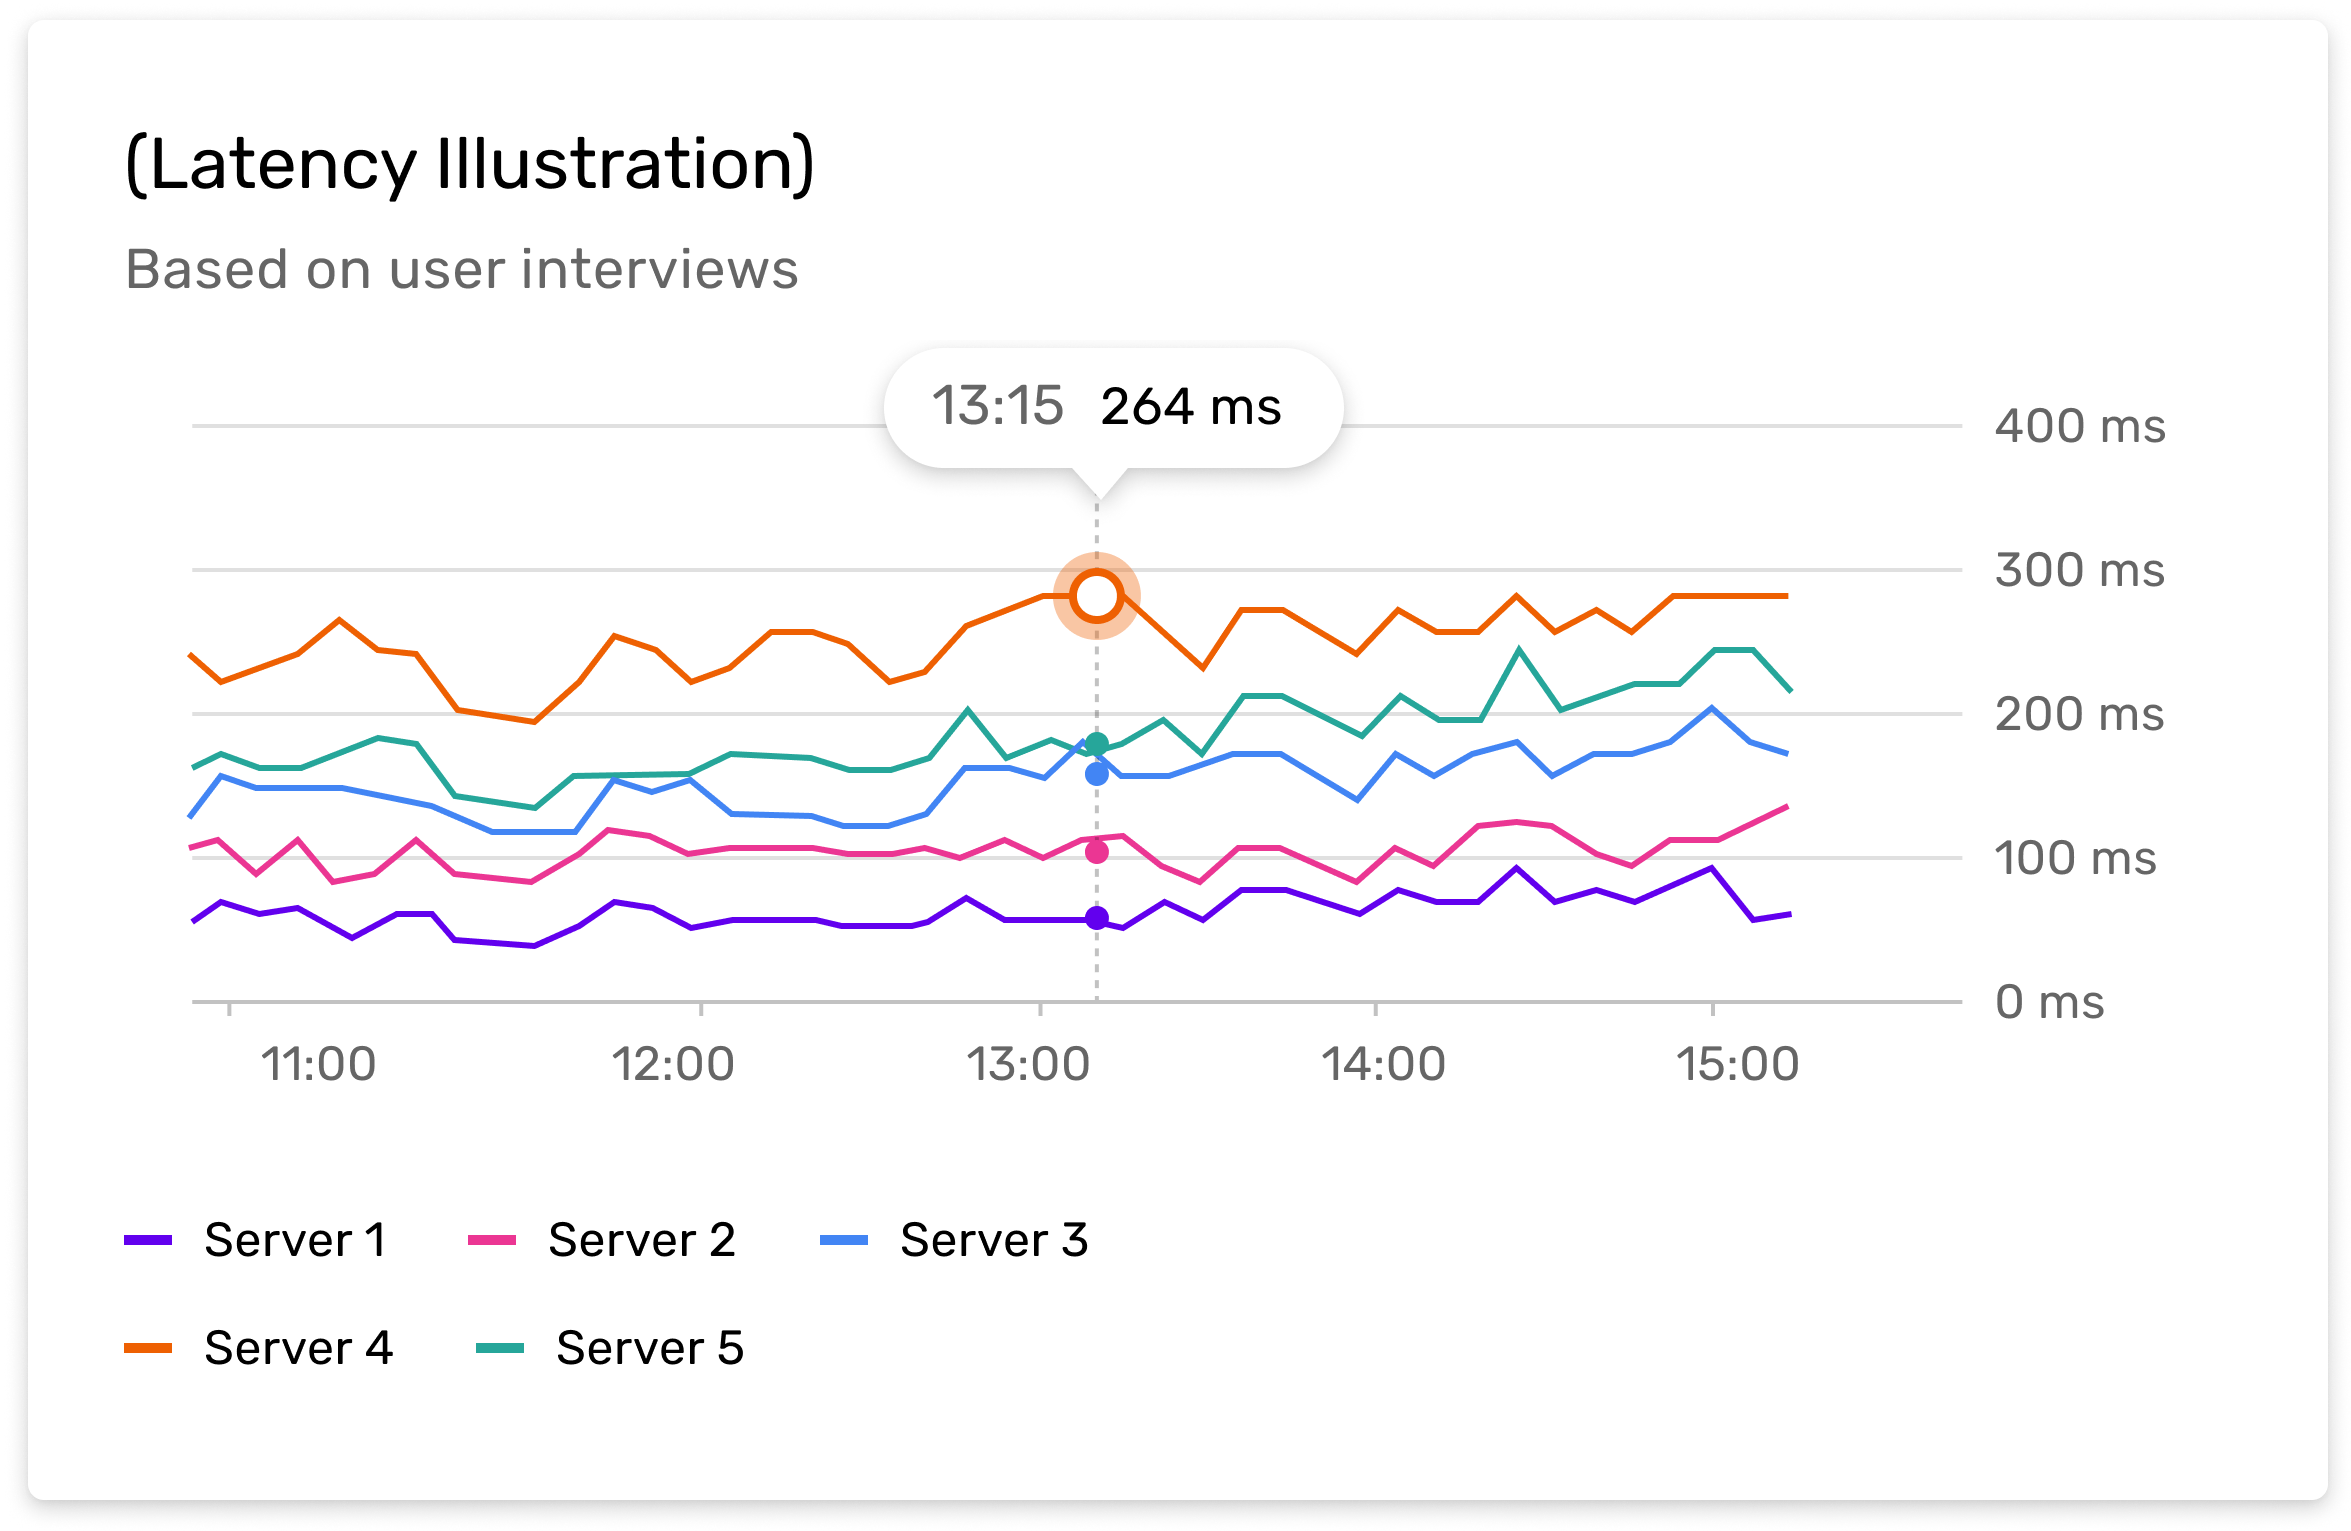 (Latency Illustration)
Based on user interviews
13:15 264 ms
400 ms
300 ms
200 ms
100 ms
0 ms
11:00 12:00 13:00 14:00 15:00
Server 1 Server 2 Server 3
Server 4 Server 5